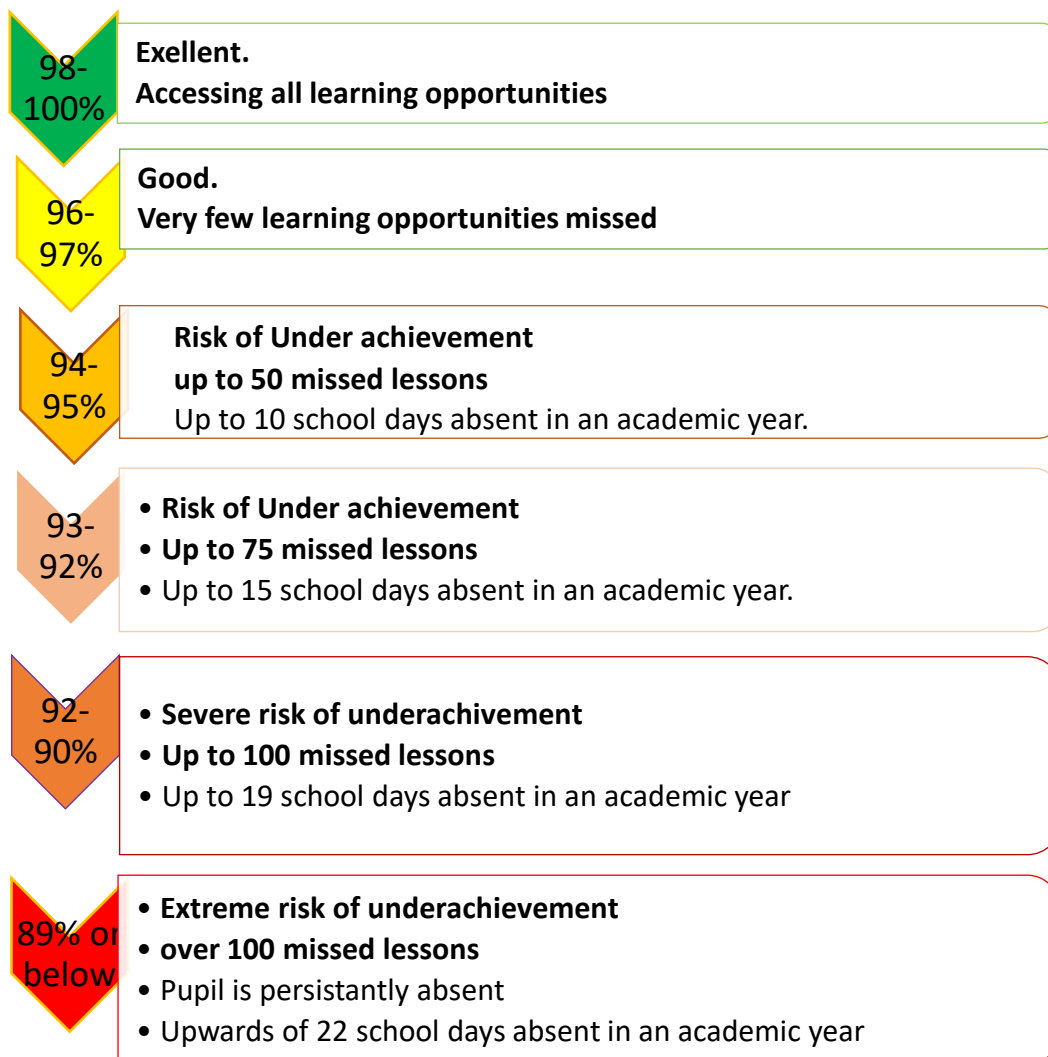 98-
100%
Exellent.
Accessing all learning opportunities
96-
97%
Good.
Very few learning opportunities missed
94-
95%
Risk of Under achievement
up to 50 missed lessons
Up to 10 school days absent in an academic year.
93-
92%
• Risk of Under achievement
• Up to 75 missed lessons
• Up to 15 school days absent in an academic year.
92-
90%
• Severe risk of underachivement
• Up to 100 missed lessons
• Up to 19 school days absent in an academic year
89% or
below
• Extreme risk of underachievement
• over 100 missed lessons
• Pupil is persistantly absent
• Upwards of 22 school days absent in an academic year